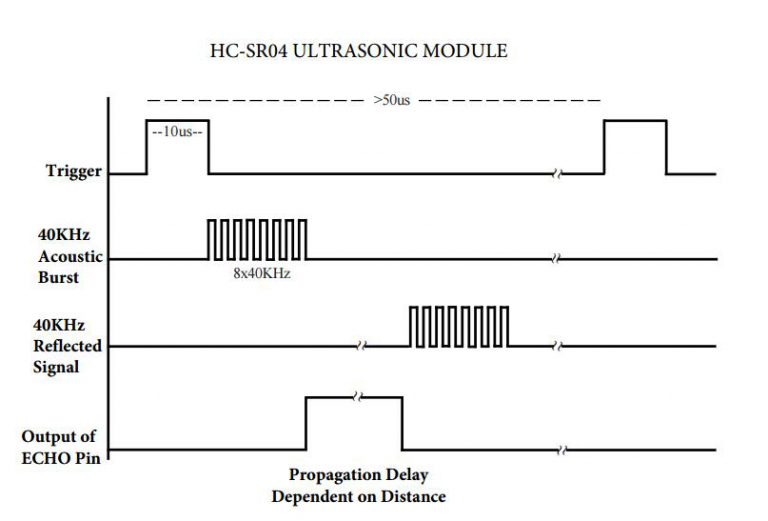 HC-SR04 ULTRASONIC MODULE
>50us
--10us--
Trigger
40KHz
Acoustic
Burst
8x40KHz
40KHz
Reflected
Signal
Output of
ECHO Pin
Propagation Delay
Dependent on Distance